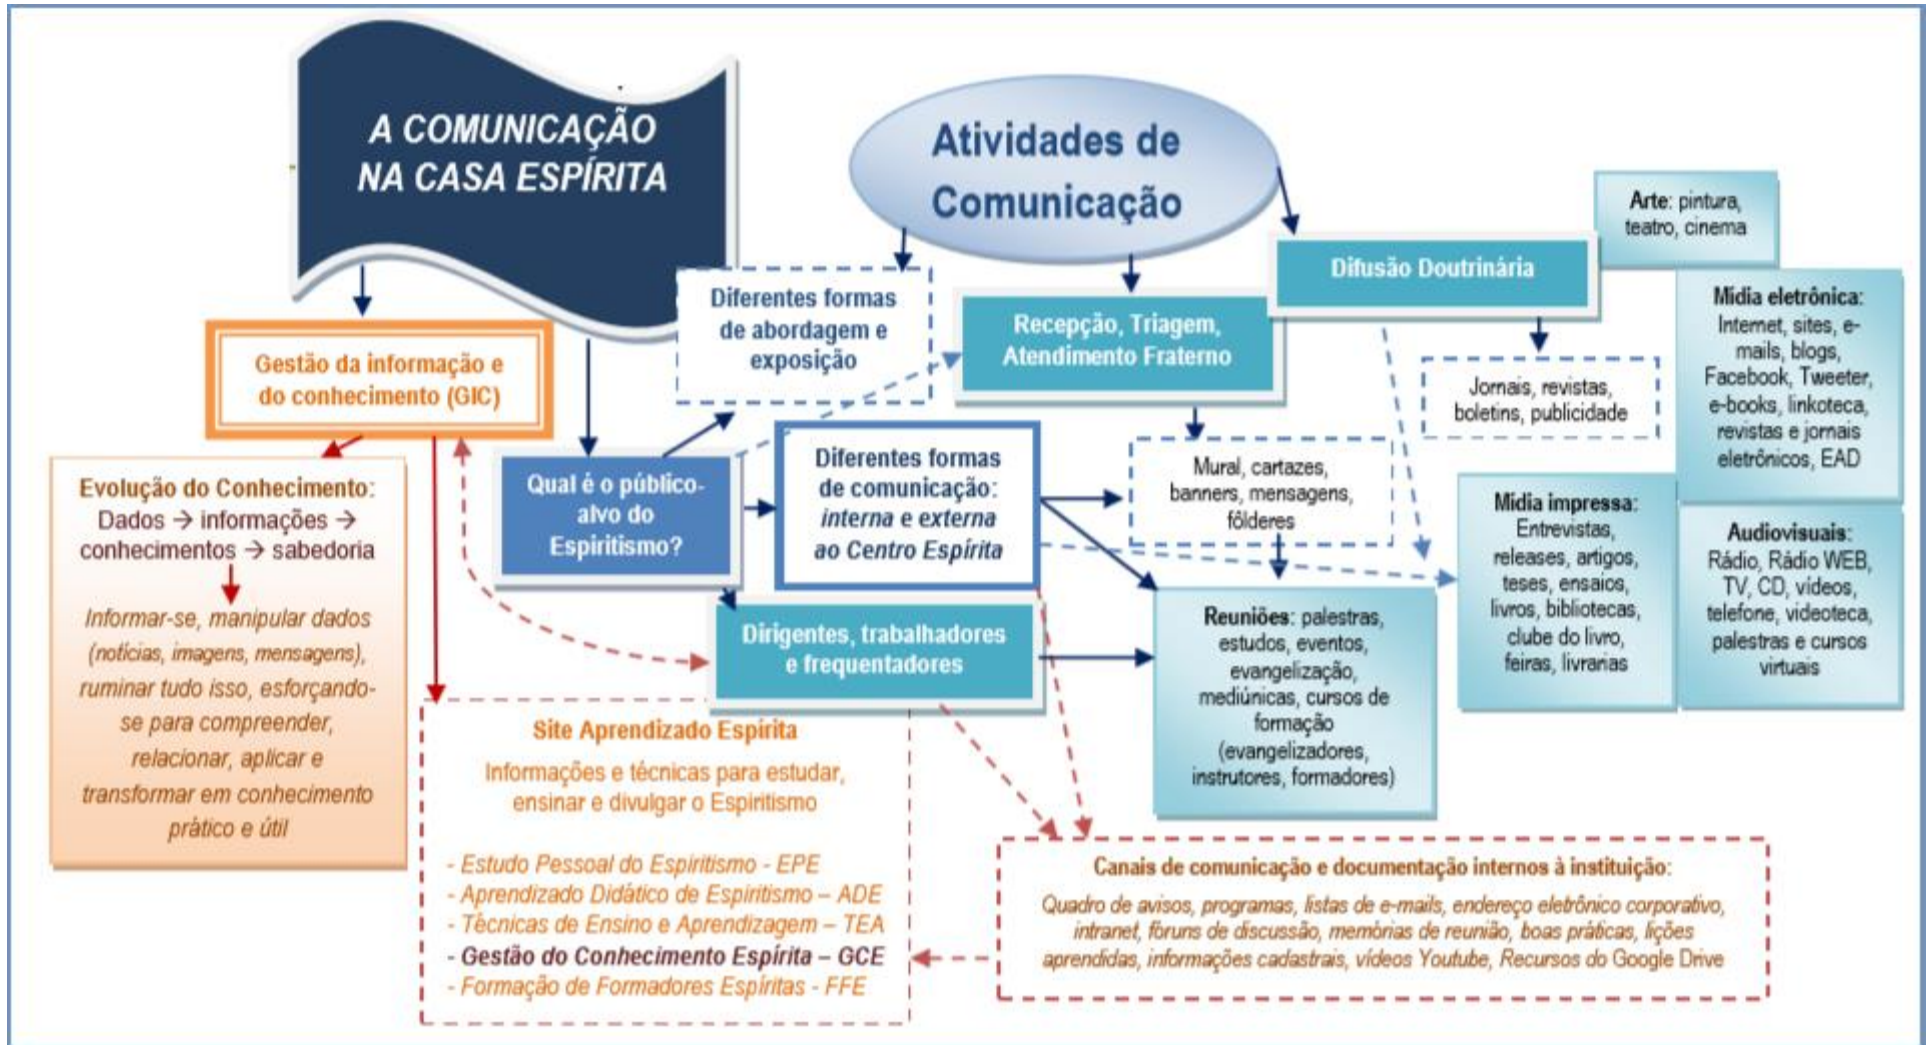 A COMUNICAÇÃO
NA CASA ESPÍRITA
Atividades de
Comunicação
Arte: pintura,
teatro, cinema
Difusão Doutrinária
Diferentes formas
de abordagem e
exposição
Recepção, Triagem,
Atendimento Fraterno
Mídia eletrônica:
Internet, sites, e-
mails, blogs,
Facebook, Tweeter,
e-books, linkoteca,
revistas e jornais
eletrônicos, EAD
Gestão da informação e
do conhecimento (GIC)
Jornais, revistas,
boletins, publicidade
Evolução do Conhecimento:
Dados → informações →
conhecimentos → sabedoria
Informar-se, manipular dados
(notícias, imagens, mensagens),
ruminar tudo isso, esforçando-
se para compreender,
relacionar, aplicar e
transformar em conhecimento
prático e útil
Qual é o público-
alvo do
Espiritismo?
Diferentes formas
de comunicação:
interna e externa
ao Centro Espírita
Mural, cartazes,
banners, mensagens,
fôlderes
Mídia impressa:
Entrevistas,
releases, artigos,
teses, ensaios,
livros, bibliotecas,
clube do livro,
feiras, livrarias
Audiovisuais:
Rádio, Rádio WEB,
TV, CD, vídeos,
telefone, videoteca,
palestras e cursos
virtuais
Dirigentes, trabalhadores
e frequentadores
Reuniões: palestras,
estudos, eventos,
evangelização,
mediúnicas, cursos de
formação
(evangelizadores,
instrutores, formadores)
Site Aprendizado Espírita
Informações e técnicas para estudar,
ensinar e divulgar o Espiritismo
- Estudo Pessoal do Espiritismo - EPE
- Aprendizado Didático de Espiritismo – ADE
- Técnicas de Ensino e Aprendizagem – TEA
- Gestão do Conhecimento Espírita – GCE
- Formação de Formadores Espíritas - FFE
Canais de comunicação e documentação internos à instituição:
Quadro de avisos, programas, listas de e-mails, endereço eletrônico corporativo,
intranet, fóruns de discussão, memórias de reunião, boas práticas, lições
aprendidas, informações cadastrais, vídeos Youtube, Recursos do Google Drive